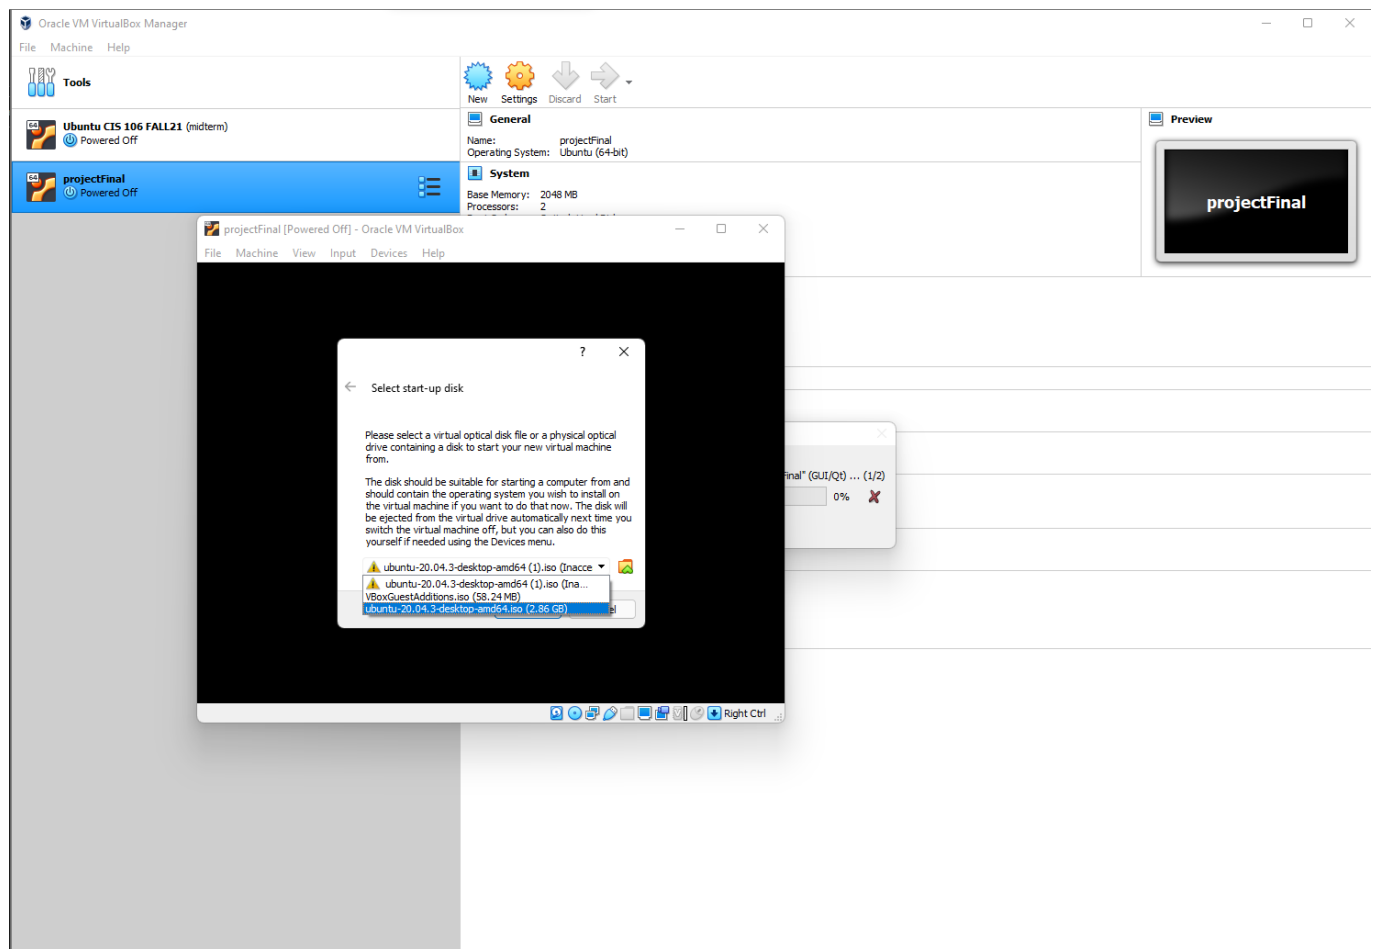 Oracle VM VirtualBox Manager
File Machine Help
Tools
New Settings Discard Start
64 Ubuntu CIS 106 FALL21 (midterm)
Powered Off
64 projectFinal
Powered Off
General
Name: projectFinal
Operating System: Ubuntu (64-bit)
System
Base Memory: 2048 MB
Processors: 2
Preview
projectFinal
projectFinal [Powered Off] - Oracle VM VirtualBox
File Machine View Input Devices Help
?
Select start-up disk
Please select a virtual optical disk file or a physical optical
drive containing a disk to start your new virtual machine
from.
The disk should be suitable for starting a computer from and
should contain the operating system you wish to install on
the virtual machine if you want to do that now. The disk will
be ejected from the virtual drive automatically next time you
switch the virtual machine off, but you can also do this
yourself if needed using the Devices menu.
ubuntu-20.04.3-desktop-amd64 (1).iso (Inacce
ubuntu-20.04.3-desktop-amd64 (1).iso (Ina...
VBoxGuestAdditions.iso (58.24 MB)
ubuntu-20.04.3-desktop-amd64.iso (2.86 GB)
el
Final" (GUI/Qt) ... (1/2)
0%
Right Ctrl